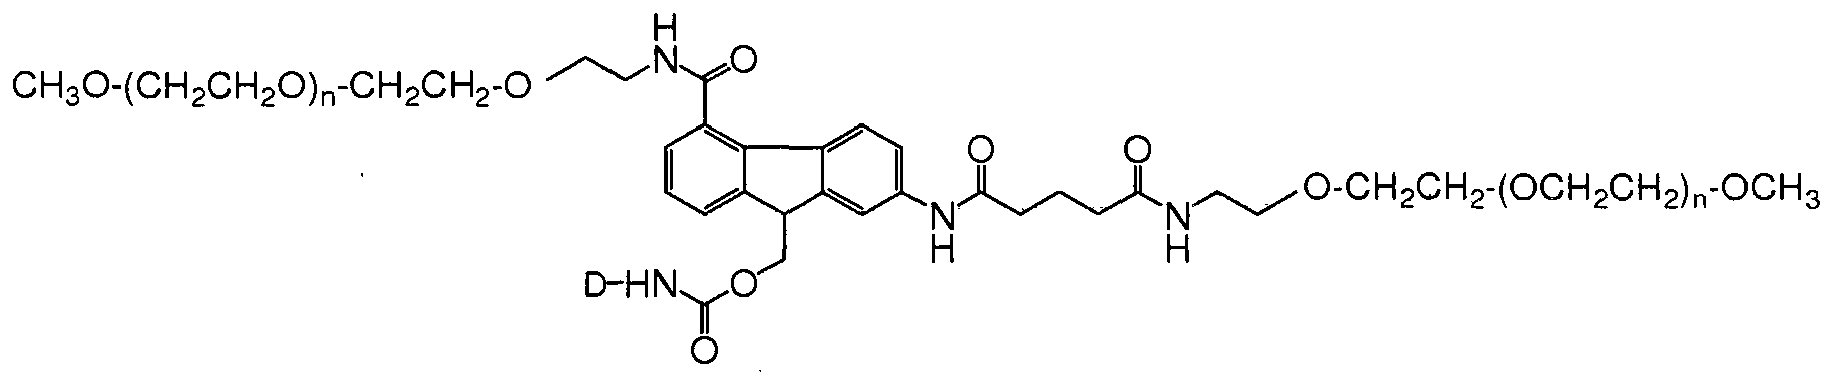 H
N
O
CH3O-(CH2CH2O)n-CH2CH2-O
O
O
O-CH2CH2-(OCH2CH2)n-OCH3
N
H
N
H
D-HN
O
O